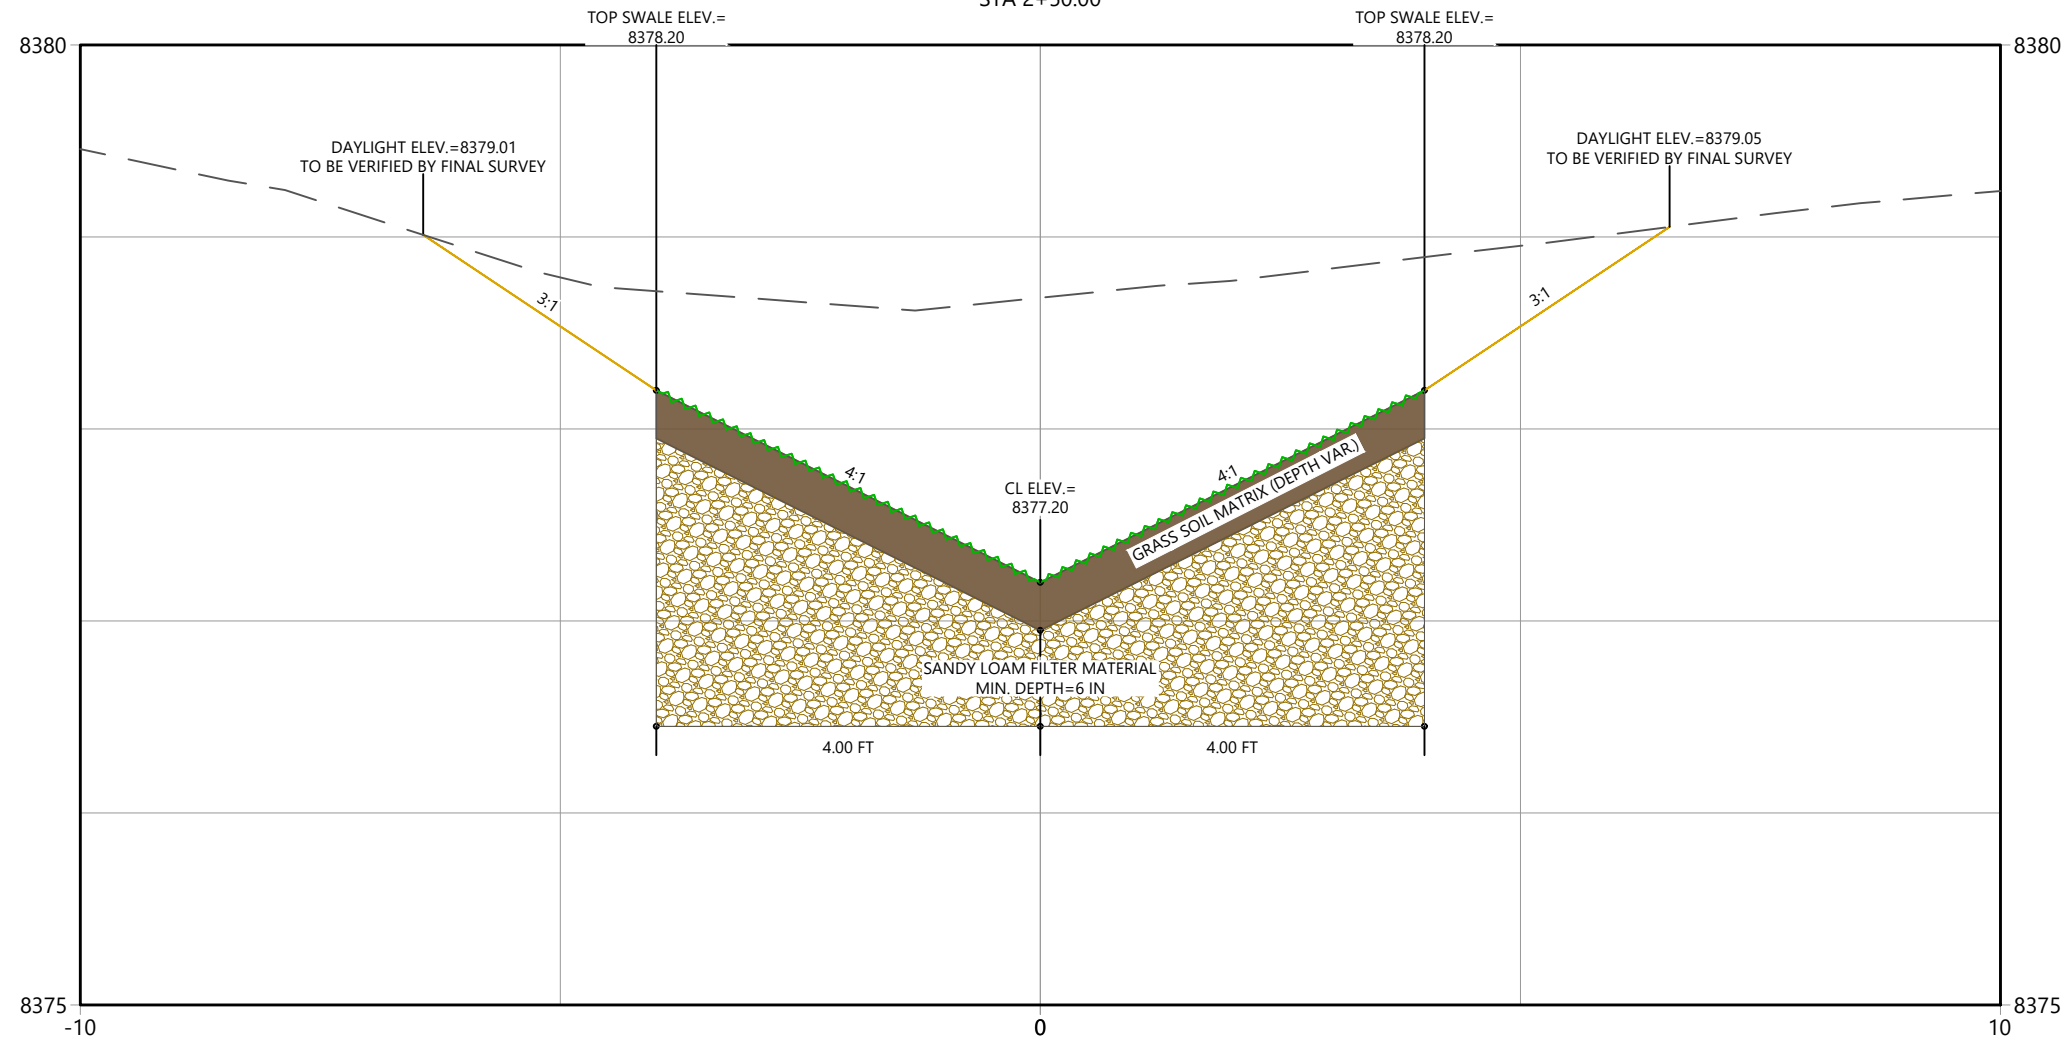 TOP SWALE ELEV.=
8378.20
TOP SWALE ELEV.=
8378.20
8380
8380
DAYLIGHT ELEV.=8379.01
TO BE VERIFIED BY FINAL SURVEY
DAYLIGHT ELEV.=8379.05
TO BE VERIFIED BY FINAL SURVEY
3:1
3:1
4:1
4:1
CL ELEV.=
8377.20
GRASS SOIL MATRIX (DEPTH VAR.)
SANDY LOAM FILTER MATERIAL
MIN. DEPTH=6 IN
4.00 FT
4.00 FT
8375
8375
-10
0
10